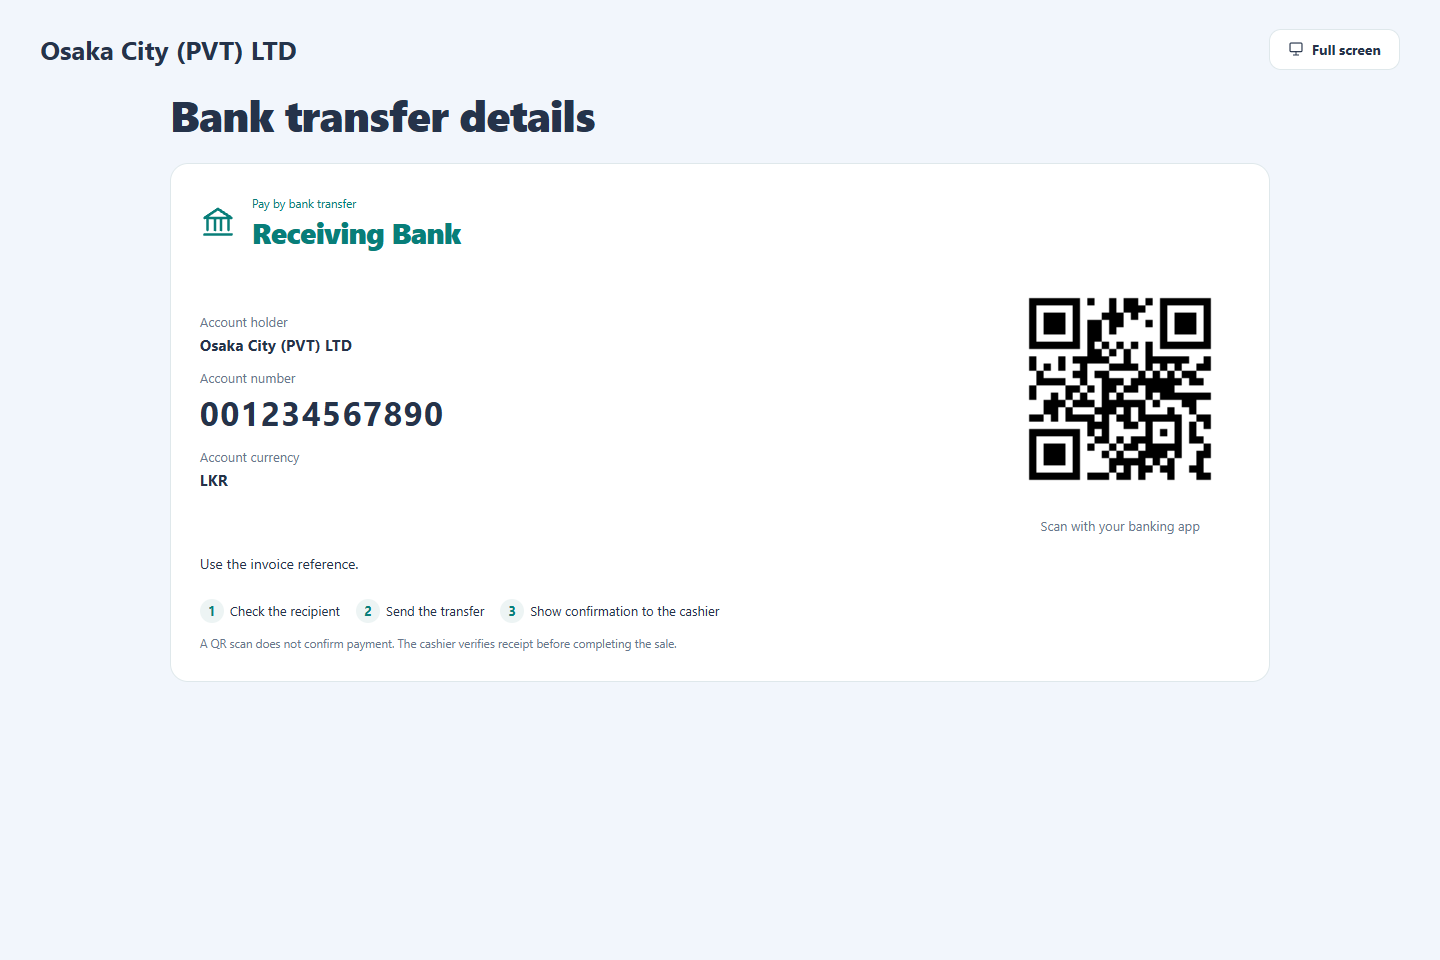 Osaka City (PVT) LTD
Full screen
Bank transfer details
Pay by bank transfer
Receiving Bank
Account holder
Osaka City (PVT) LTD
Account number
001234567890
Account currency
LKR
Scan with your banking app
Use the invoice reference.
1 Check the recipient 2 Send the transfer 3 Show confirmation to the cashier
A QR scan does not confirm payment. The cashier verifies receipt before completing the sale.